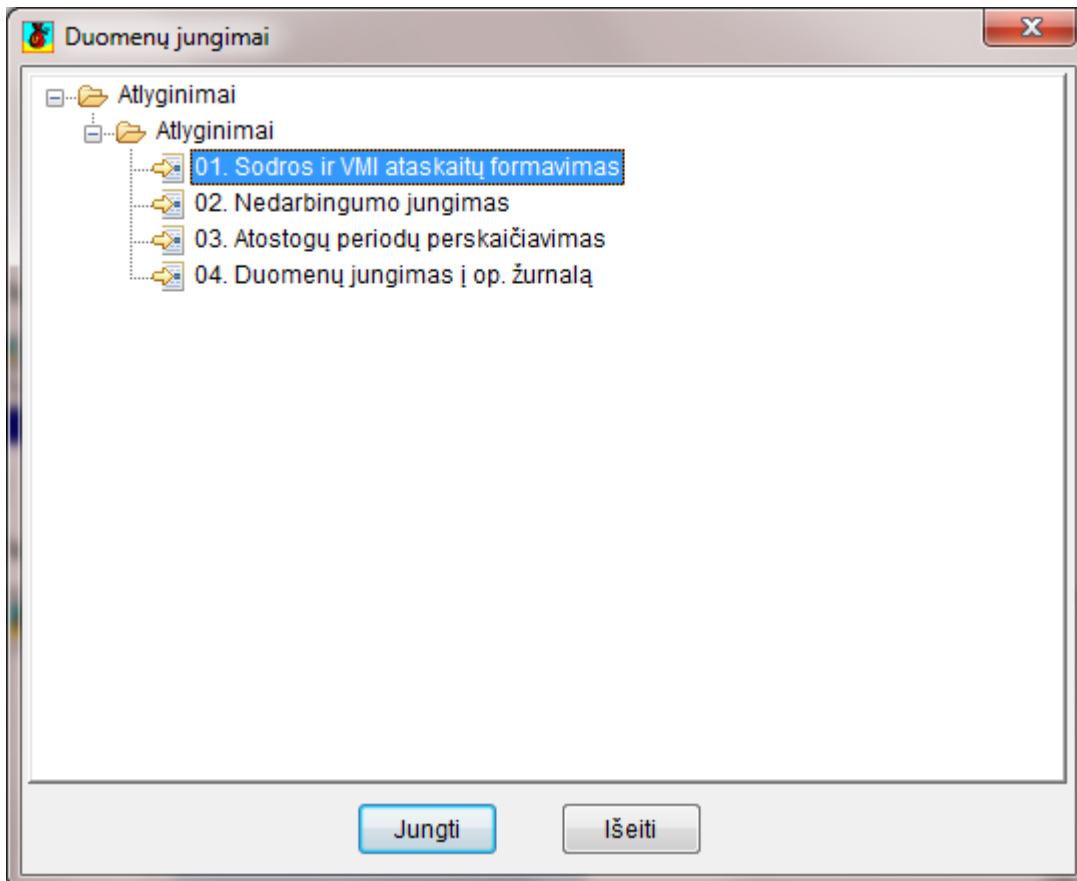 Duomenų jungimai
Atlyginimai
Atlyginimai
01. Sodros ir VMI ataskaitų formavimas
02. Nedarbingumo jungimas
03. Atostogų periodų perskaičiavimas
04. Duomenų jungimas į op. žurnalą
Jungti Išeiti